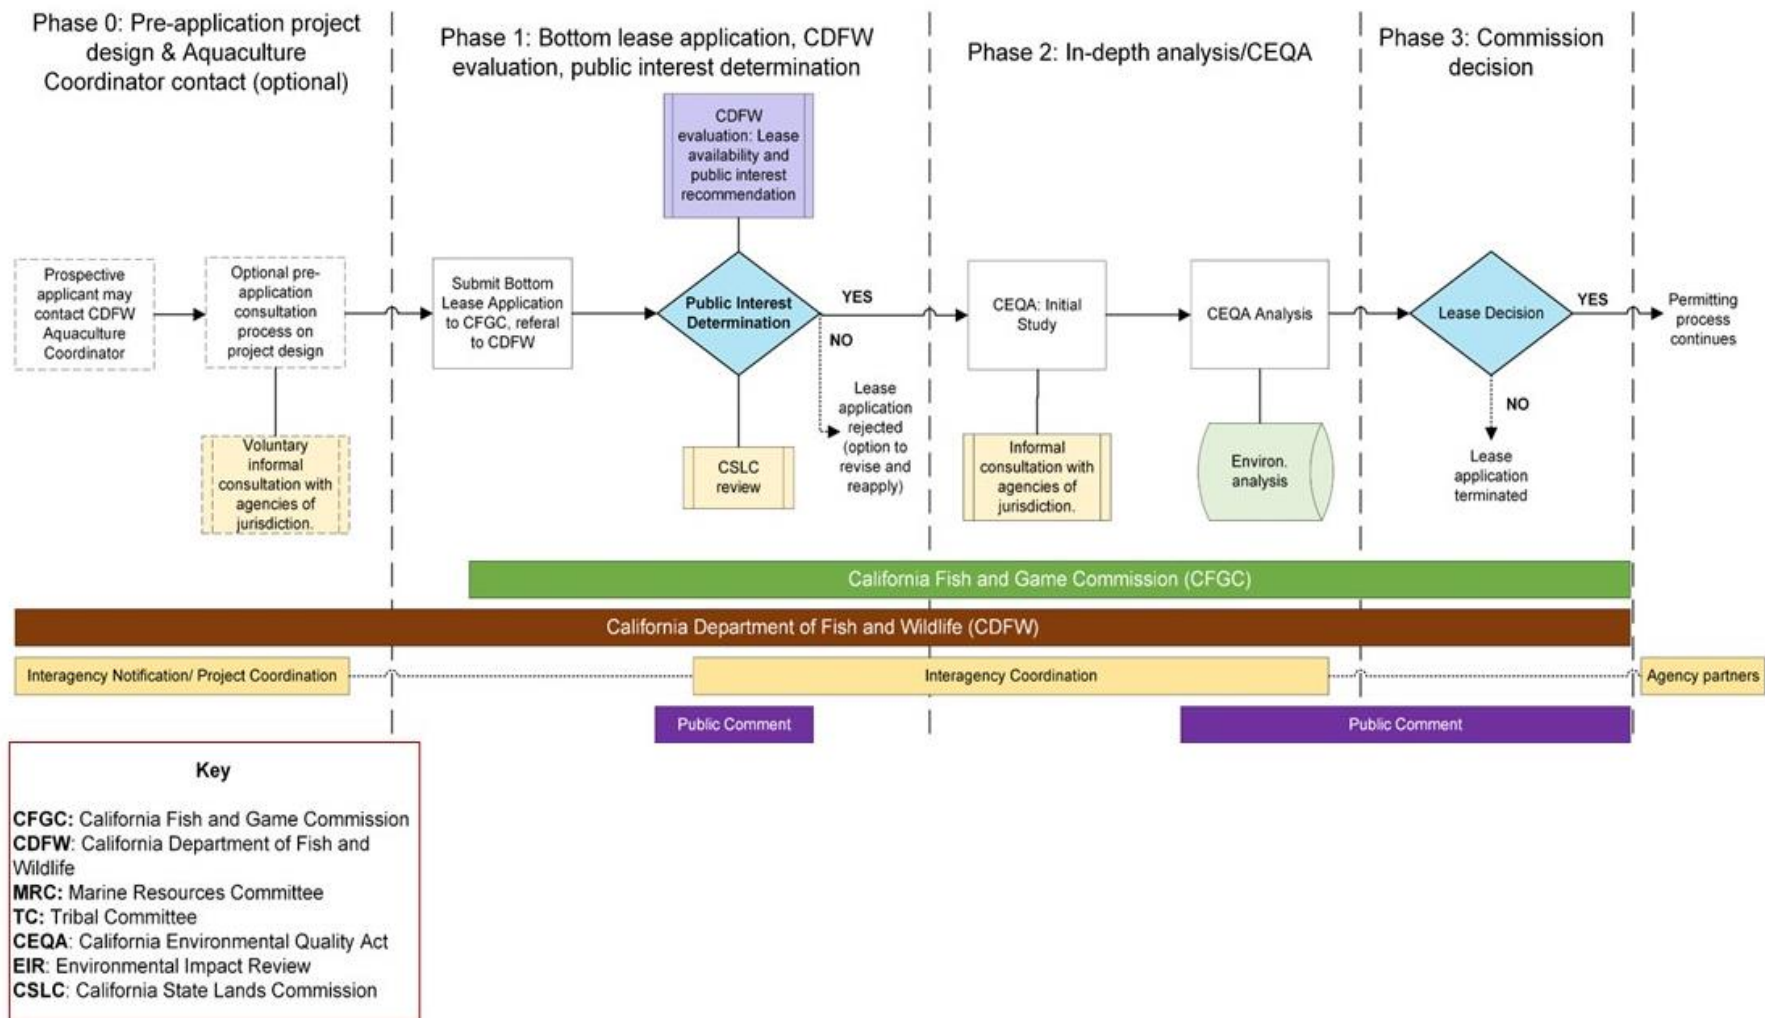 Phase 0: Pre-application project
design & Aquaculture
Coordinator contact (optional)
Phase 1: Bottom lease application, CDFW
evaluation, public interest determination
Phase 2: In-depth analysis/CEQA
Phase 3: Commission
decision
CDFW
evaluation: Lease
availability and
public interest
recommendation
Prospective
applicant may
contact CDFW
Aquaculture
Coordinator
Optional pre-
application
consultation
process on
project design
Voluntary
informal
consultation with
agencies of
jurisdiction.
Submit Bottom
Lease Application
to CFGC, referal
to CDFW
Public Interest
Determination
YES
NO
Lease
application
rejected
(option to
revise and
reapply)
CSLC
review
CEQA: Initial
Study
Informal
consultation with
agencies of
jurisdiction.
CEQA Analysis
Environ.
analysis
Lease Decision
YES
Permitting
process
continues
NO
Lease
application
terminated
California Fish and Game Commission (CFGC)
California Department of Fish and Wildlife (CDFW)
Interagency Notification/ Project Coordination
Interagency Coordination
Agency partners
Public Comment
Public Comment
Key
CFGC: California Fish and Game Commission
CDFW: California Department of Fish and
Wildlife
MRC: Marine Resources Committee
TC: Tribal Committee
CEQA: California Environmental Quality Act
EIR: Environmental Impact Review
CSLC: California State Lands Commission